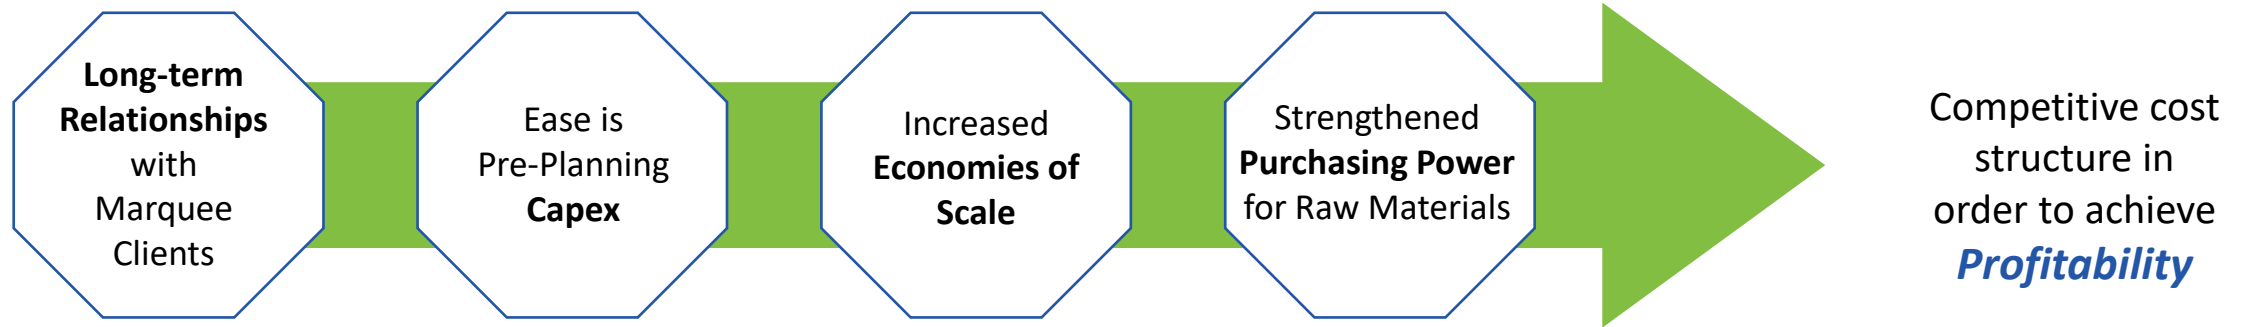 Long-term
Relationships
with
Marquee
Clients
Ease is
Pre-Planning
Capex
Increased
Economies of
Scale
Strengthened
Purchasing Power
for Raw Materials
Competitive cost
structure in
order to achieve
Profitability